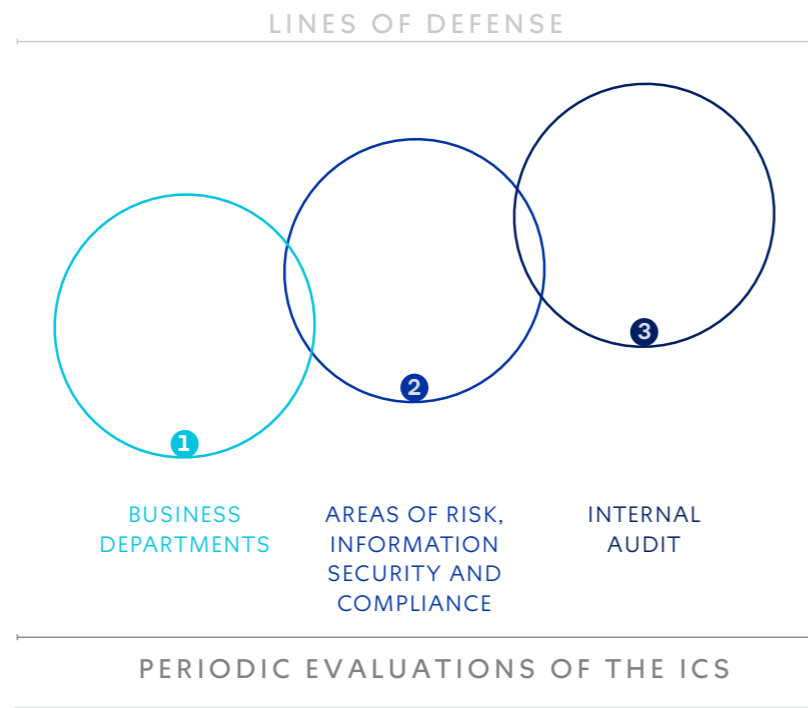 LINES OF DEFENSE
1
2
3
BUSINESS
DEPARTMENTS
AREAS OF RISK,
INFORMATION
SECURITY AND
COMPLIANCE
INTERNAL
AUDIT
PERIODIC EVALUATIONS OF THE ICS